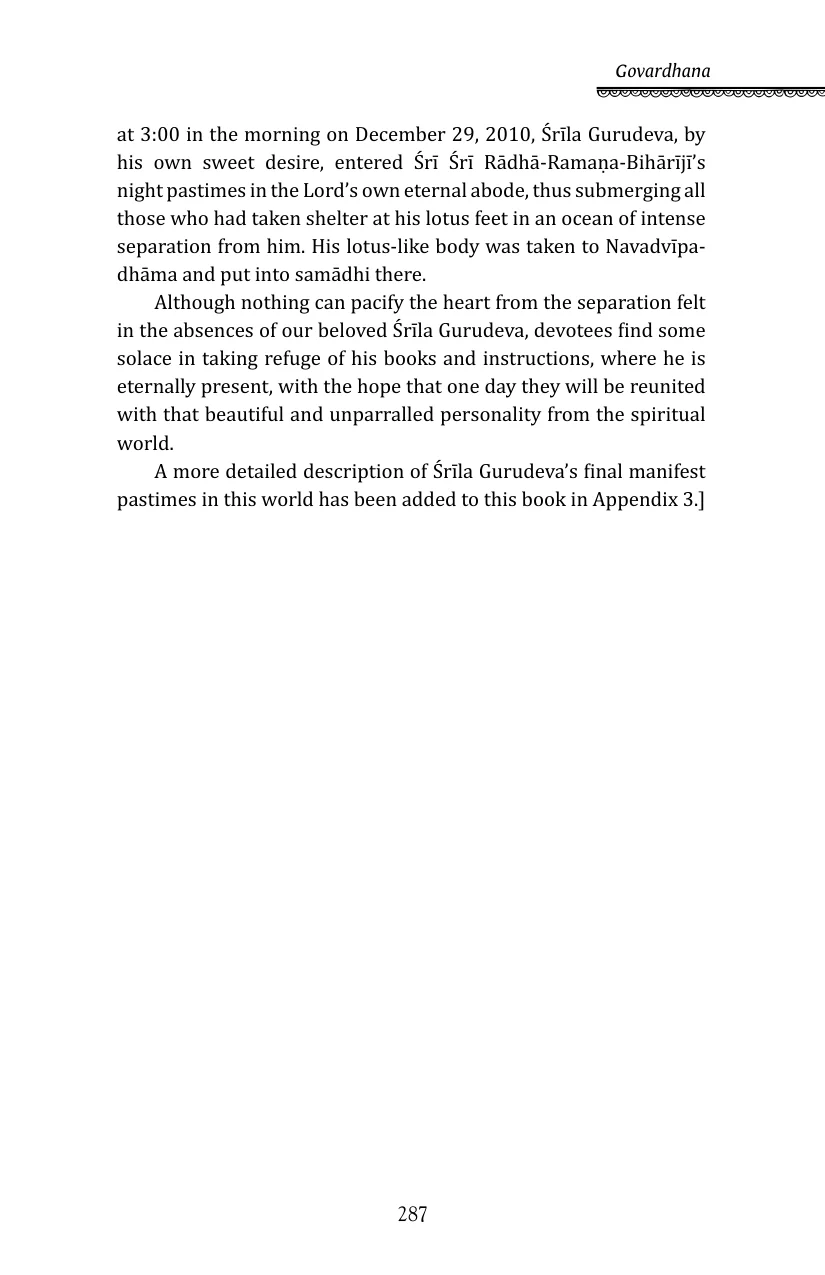 Govardhana
at 3:00 in the morning on December 29, 2010, Śrīla Gurudeva, by
his own sweet desire, entered Śrī Śrī Rādhā-Ramaṇa-Bihārījī’s
night pastimes in the Lord’s own eternal abode, thus submerging all
those who had taken shelter at his lotus feet in an ocean of intense
separation from him. His lotus-like body was taken to Navadvīpa-
dhāma and put into samādhi there.
Although nothing can pacify the heart from the separation felt
in the absences of our beloved Śrīla Gurudeva, devotees find some
solace in taking refuge of his books and instructions, where he is
eternally present, with the hope that one day they will be reunited
with that beautiful and unparralled personality from the spiritual
world.
A more detailed description of Śrīla Gurudeva’s final manifest
pastimes in this world has been added to this book in Appendix 3.]
287